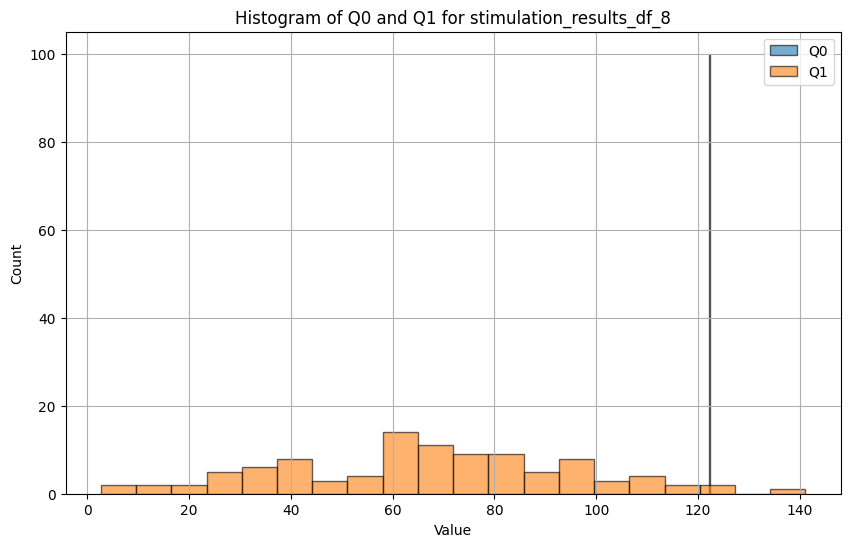 Histogram of Q0 and Q1 for stimulation_results_df_8
Q0
Q1
100
80
60
40
20
0
Count
0 20 40 60 80 100 120 140
Value